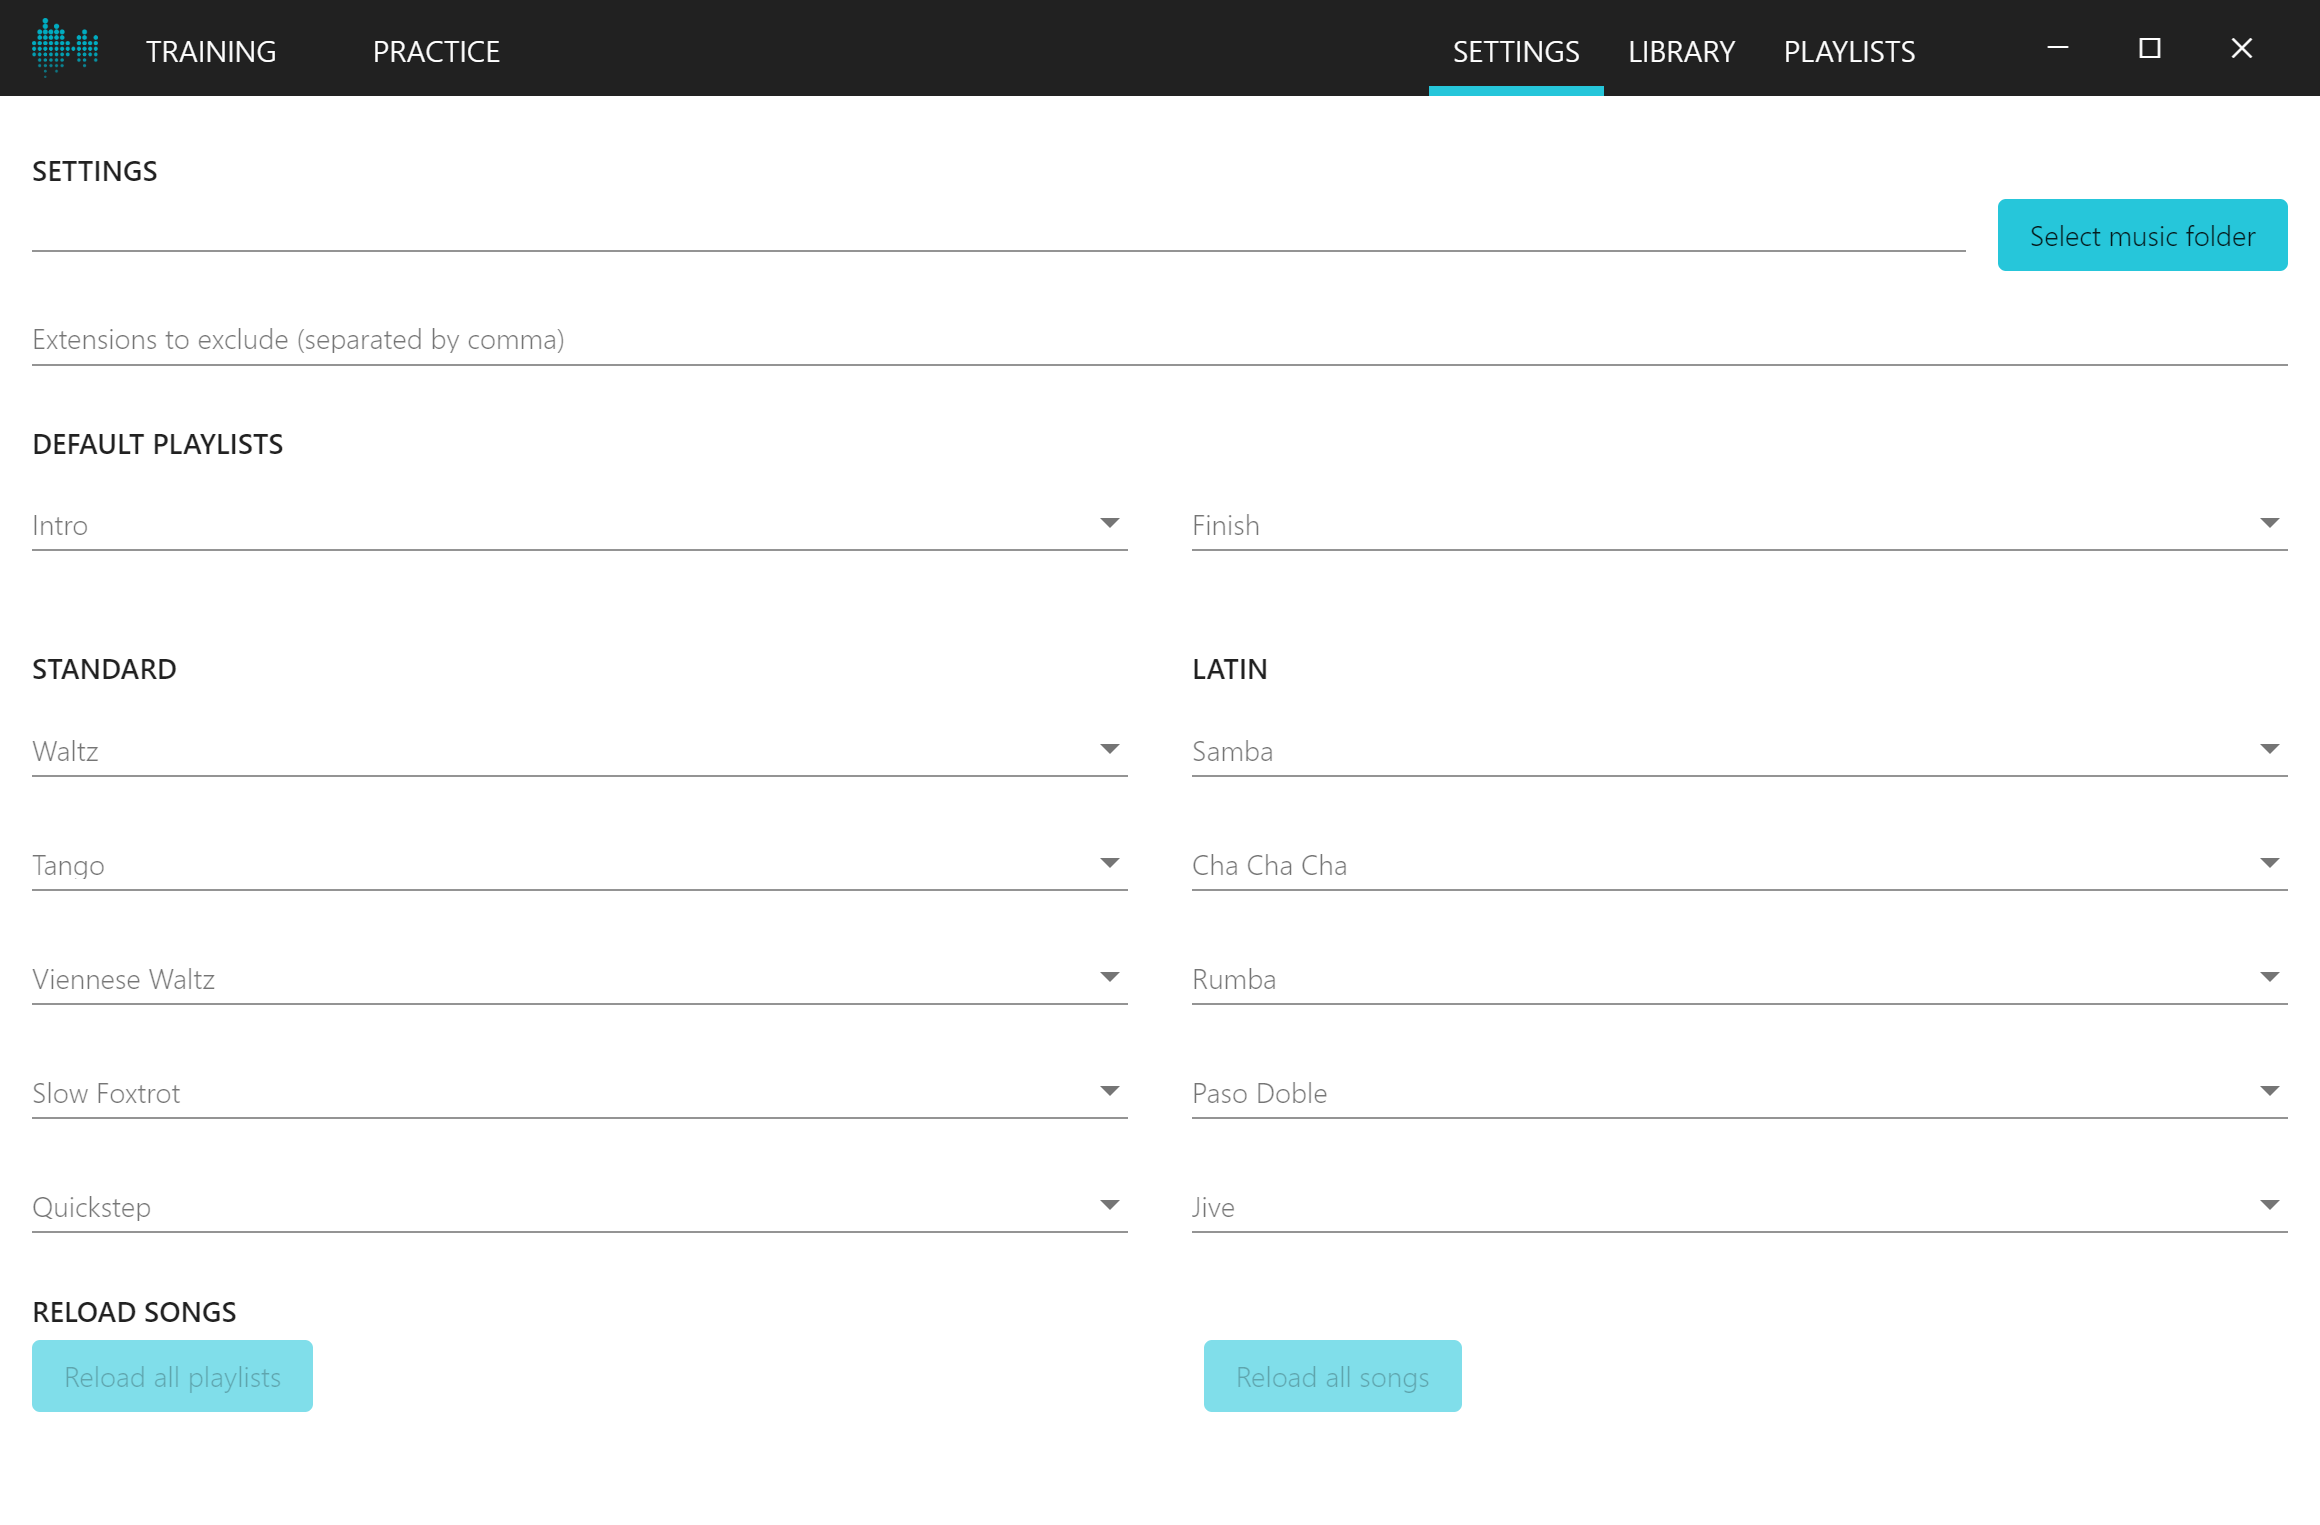 TRAINING PRACTICE SETTINGS LIBRARY PLAYLISTS
SETTINGS
Select music folder
Extensions to exclude (separated by comma)
DEFAULT PLAYLISTS
Intro Finish
STANDARD LATIN
Waltz Samba
Tango Cha Cha Cha
Viennese Waltz Rumba
Slow Foxtrot Paso Doble
Quickstep Jive
RELOAD SONGS
Reload all playlists Reload all songs